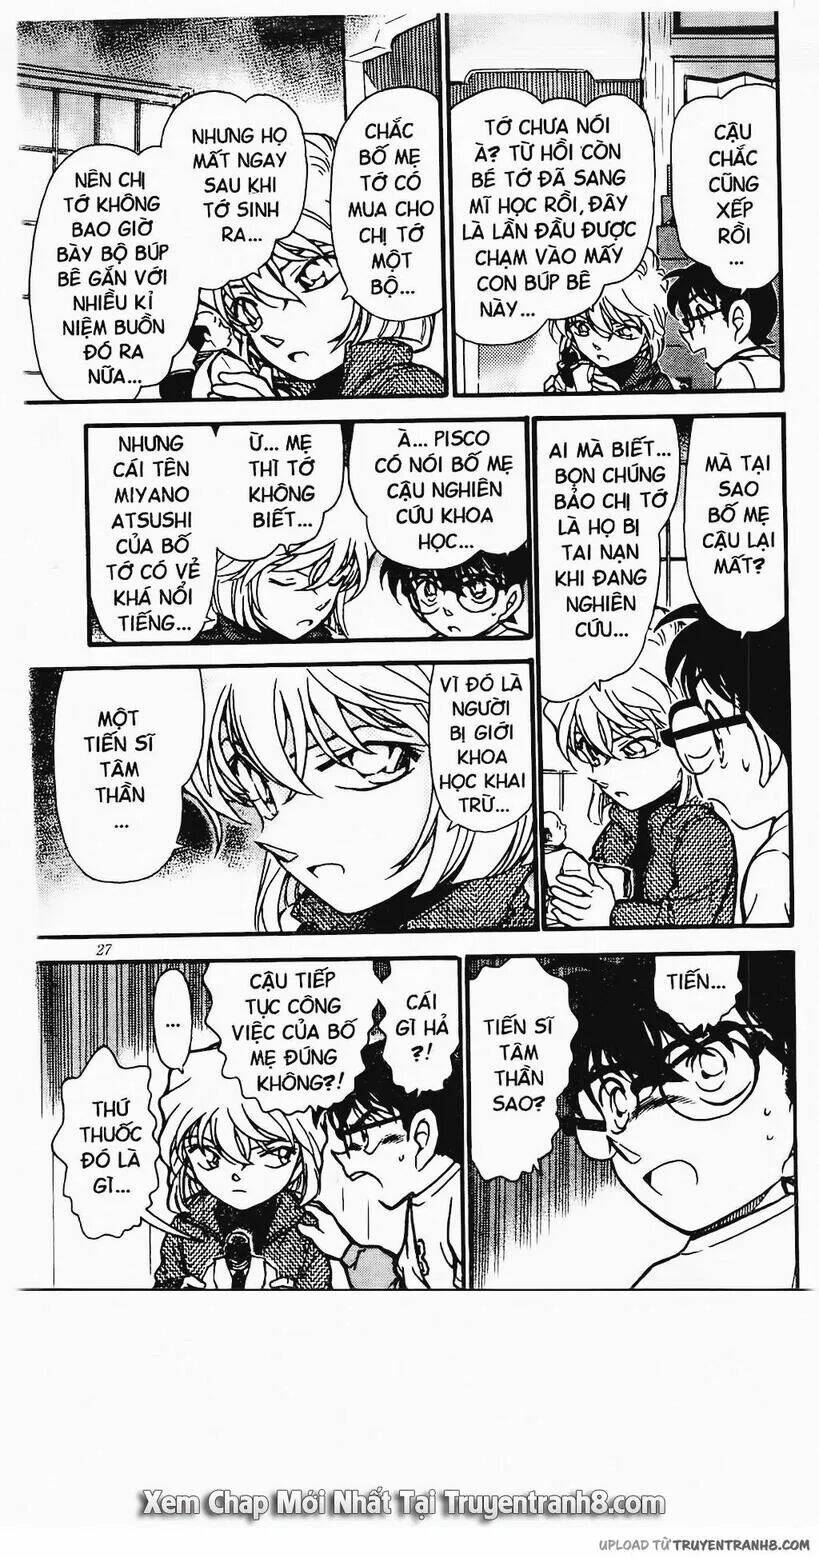 CẬU
CHẮC
CŨNG
XẾP
RỒI
...
TỚ CHƯA NÓI
À? TỪ HỒI CÒN
BÉ TỚ ĐÃ SANG
MĨ HỌC RỒI, ĐÂY
LÀ LẦN ĐẦU ĐƯỢC
CHẠM VÀO MẤY
CON BÚP BÊ
NÀY...
CHẮC
BỐ MẸ
TỚ CÓ
MUA CHO
CHỊ TỚ
MỘT
BỘ...
NHƯNG HỌ
MẤT NGAY
SAU KHI
TỚ SINH
RA...
NÊN CHỊ
TỚ KHÔNG
BAO GIỜ
BÀY BỘ BÚP
BÊ GẮN VỚI
NHIỀU KỈ
NIỆM BUỒN
ĐÓ RA
NỮA...
MÀ TẠI
SAO
BỐ MẸ
CẬU LẠI
MẤT?
AI MÀ BIẾT...
BỌN CHÚNG
BẢO CHỊ TỚ
LÀ HỌ BỊ
TAI NẠN
KHI ĐANG
NGHIÊN
CỨU...
À... PISCO
CÓ NÓI BỐ MẸ
CẬU NGHIÊN
CỨU KHOA
HỌC...
Ừ... MẸ
THÌ TỚ
KHÔNG
BIẾT...
NHƯNG
CÁI TÊN
MIYANO
ATSUSHI
CỦA BỐ
TỚ CÓ VẺ
KHÁ NỔI
TIẾNG...
VÌ ĐÓ LÀ
NGƯỜI
BỊ GIỚI
KHOA
HỌC KHAI
TRỪ...
MỘT
TIẾN SĨ
TÂM
THẦN
...
27
TIẾN...
TIẾN SĨ
TÂM
THẦN
SAO?
CÁI
GÌ HẢ
?!
CẬU TIẾP
TỤC CÔNG
VIỆC CỦA BỐ
MẸ ĐÚNG
KHÔNG?!
...
THỨ
THUỐC
ĐÓ LÀ
GÌ...
Xem Chap Mới Nhất Tại Truyentranh8.com
UPLOAD TỪ TRUYENTRANH8.COM